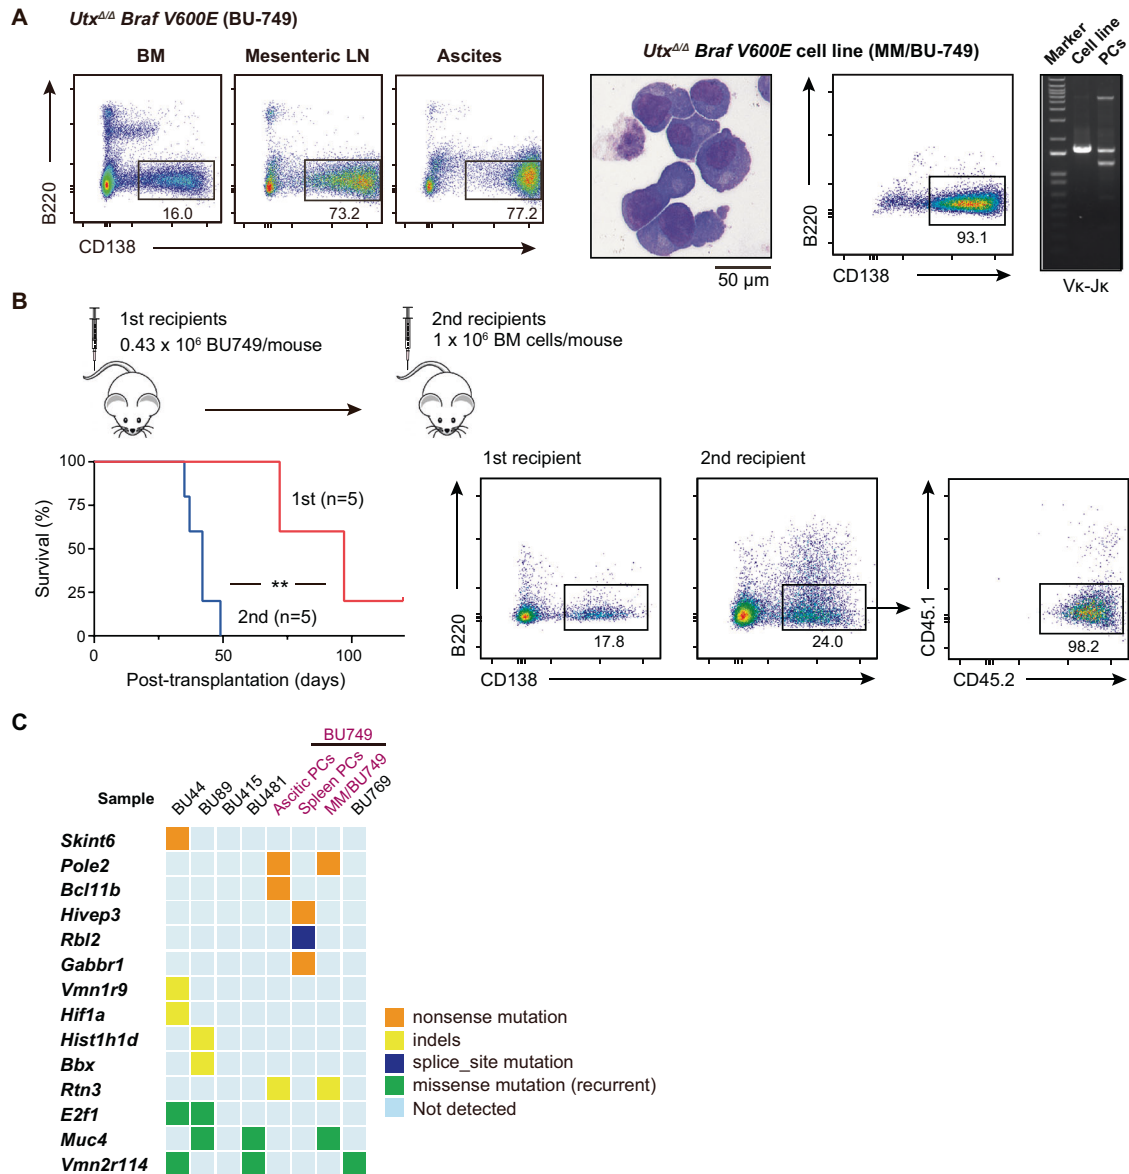 A
Utx^Δ/Δ Braf V600E (BU-749)
BM
Mesenteric LN
Ascites
B220
16.0
73.2
77.2
CD138
Utx^Δ/Δ Braf V600E cell line (MM/BU-749)
50 µm
B220
93.1
CD138
Marker
Cell line
PCs
Vκ-Jκ
B
1st recipients
0.43 x 10⁶ BU749/mouse
2nd recipients
1 x 10⁶ BM cells/mouse
Survival (%)
100
75
50
25
0
1st (n=5)
**
2nd (n=5)
0
50
100
Post-transplantation (days)
1st recipient
2nd recipient
B220
17.8
24.0
CD138
CD45.1
98.2
CD45.2
C
BU749
Sample
BU44
BU89
BU415
BU481
Ascitic PCs
Spleen PCs
MM/BU749
BU769
Skint6
Pole2
Bcl11b
Hivep3
Rbl2
Gabbr1
Vmn1r9
Hif1a
Hist1h1d
Bbx
Rtn3
E2f1
Muc4
Vmn2r114
nonsense mutation
indels
splice_site mutation
missense mutation (recurrent)
Not detected